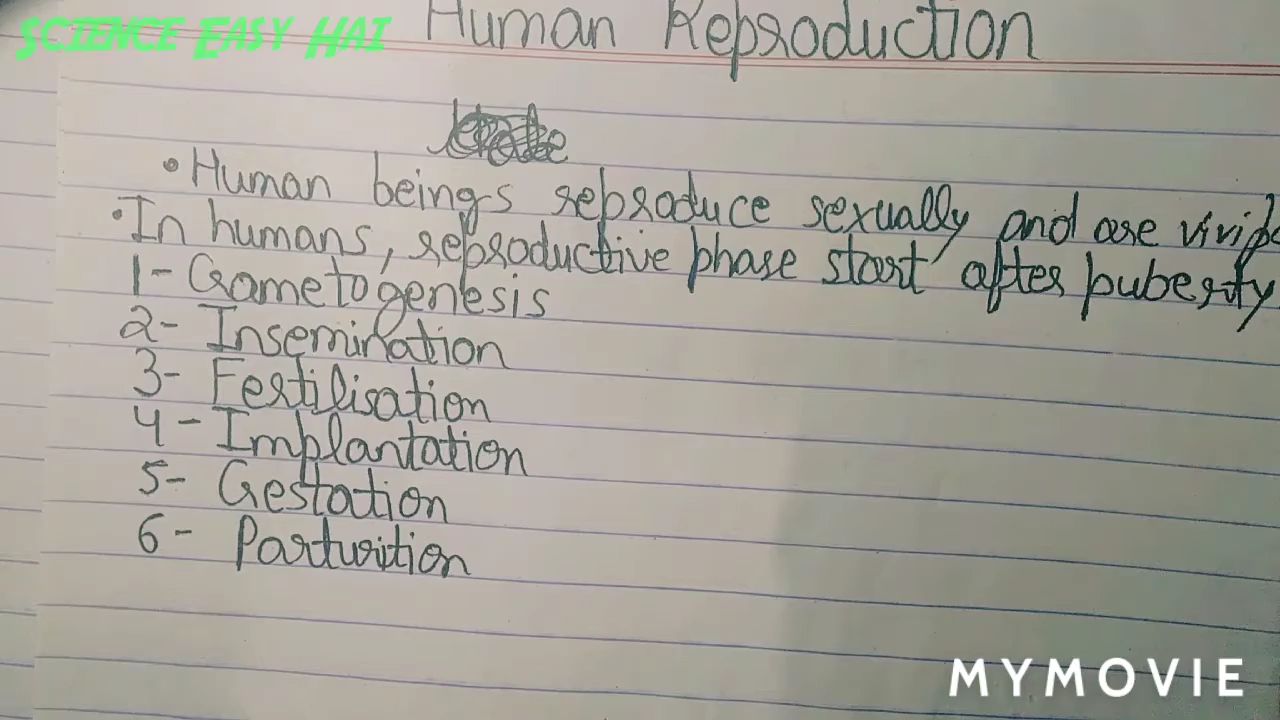 SCIENCE EASY HAI
Human Reproduction
• Human beings reproduce sexually and are
• In humans, reproductive phase start after puberty
1- Gametogenesis
2- Insemination
3- Fertilisation
4- Implantation
5- Gestation
6- Parturition
MYMOVIE